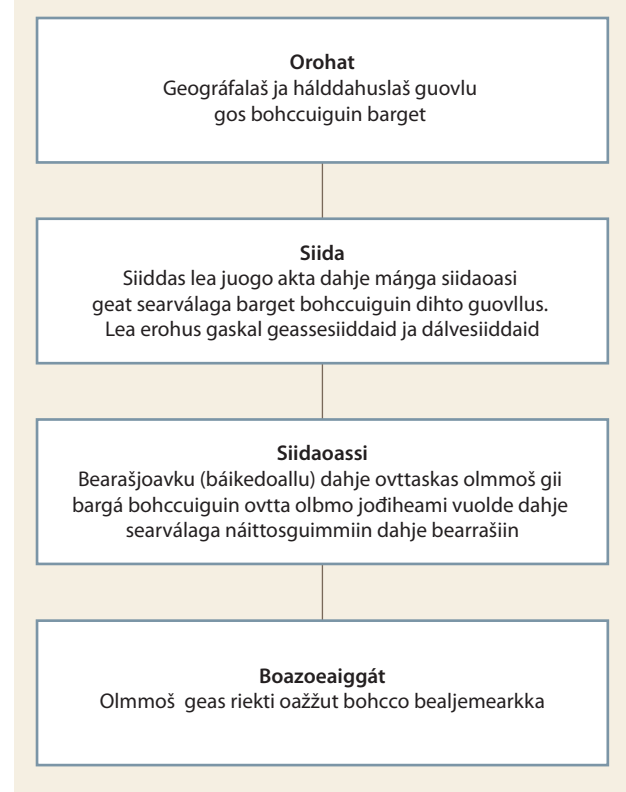 Orohat
Geográfalaš ja hálddahuslaš guovlu
gos bohccuiguin barget
Siida
Siiddas lea juogo akta dahje máŋga siidaoasi
geat searválaga barget bohccuiguin dihto guovllus.
Lea erohus gaskal geassesiiddaid ja dálvesiiddaid
Siidaoassi
Bearašjoavku (báikedoallu) dahje ovttaskas olmmoš gii
bargá bohccuiguin ovtta olbmo jođiheami vuolde dahje
searválaga náittosguimmiin dahje bearrašiin
Boazoeaiggát
Olmmoš geas riekti oažžut bohcco bealjemearkka